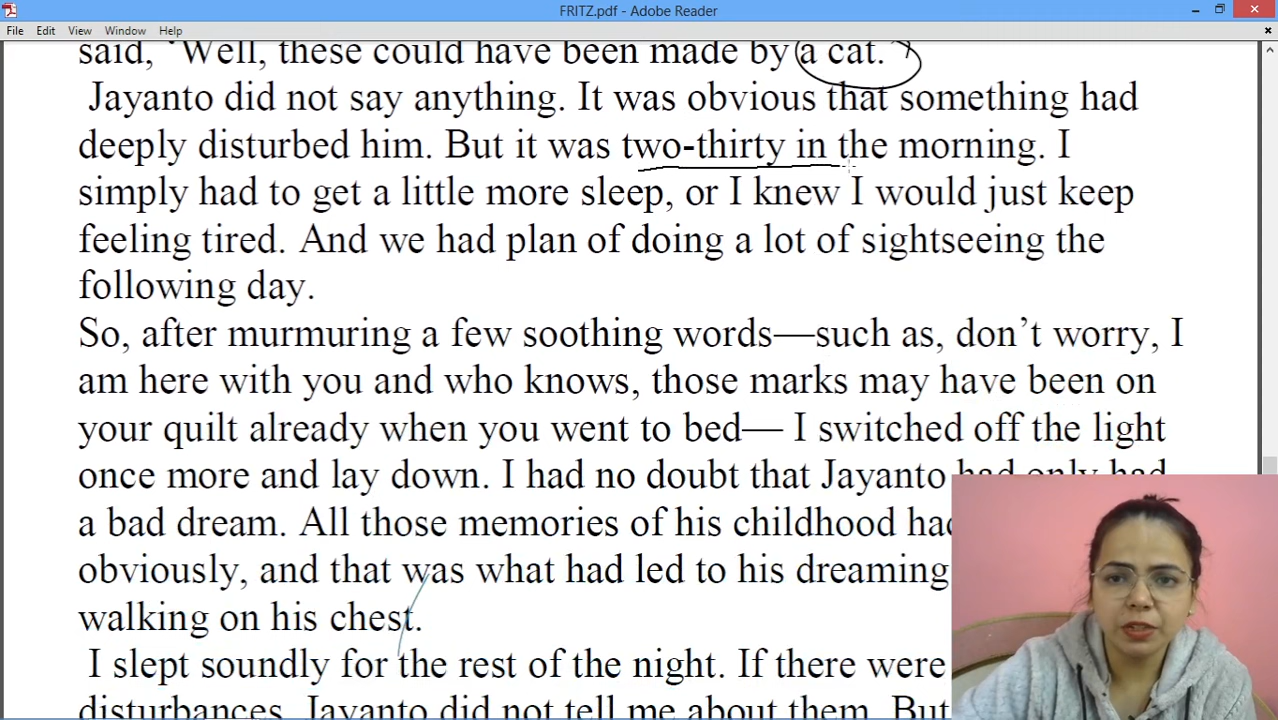 FRITZ.pdf - Adobe Reader
File Edit View Window Help
said, ‘Well, these could have been made by a cat.’
Jayanto did not say anything. It was obvious that something had
deeply disturbed him. But it was two-thirty in the morning. I
simply had to get a little more sleep, or I knew I would just keep
feeling tired. And we had plan of doing a lot of sightseeing the
following day.
So, after murmuring a few soothing words—such as, don’t worry, I
am here with you and who knows, those marks may have been on
your quilt already when you went to bed— I switched off the light
once more and lay down. I had no doubt that Jayanto had only had
a bad dream. All those memories of his childhood had
obviously, and that was what had led to his dreaming
walking on his chest.
I slept soundly for the rest of the night. If there were
disturbances, Jayanto did not tell me about them. But